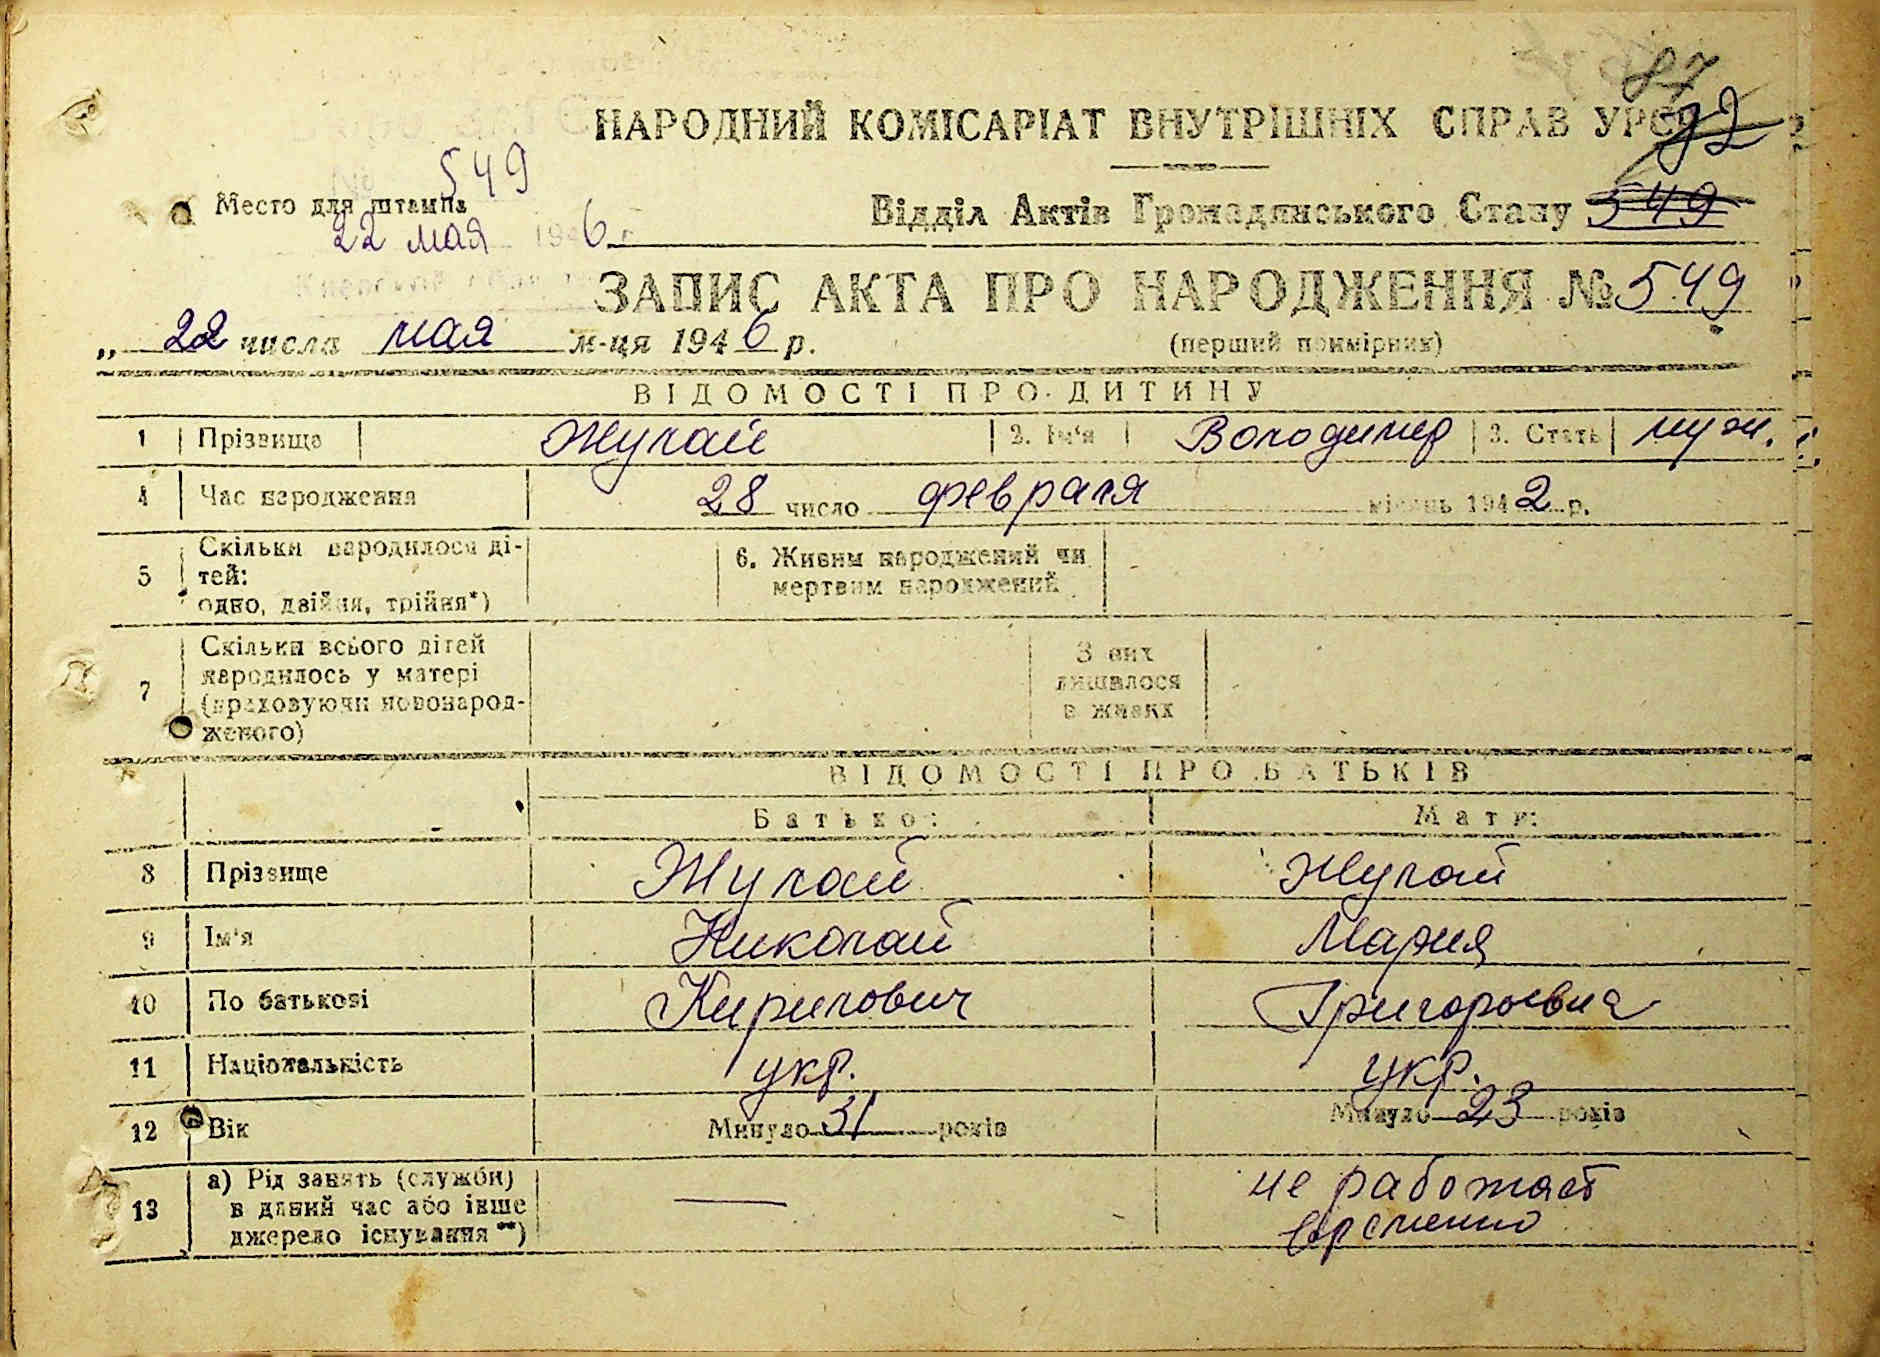 87
НАРОДНИЙ КОМІСАРІАТ ВНУТРІШНІХ СПРАВ УРСР
92
549
Место для штампа
Відділ Актів Громадянського Стану 549
22 мая 1946 г.
ЗАПИС АКТА ПРО НАРОДЖЕННЯ № 549
„ 22 числа мая м-ця 1946 р.
(перший примірник)
ВІДОМОСТІ ПРО ДИТИНУ
1 Прізвище Жулай 2. Ім'я Володимир 3. Стать муж.
4 Час народження 28 число февраля місяць 1942 р.
5 Скільки народилося дітей: одно, двійня, трійня*)
6. Живим народжений чи мертвим народжений
7 Скільки всього дітей народилось у матері (враховуючи новонародженого)
З них лишалося в живих
ВІДОМОСТІ ПРО БАТЬКІВ
Батько: Мати:
8 Прізвище Жулай Жулай
9 Ім'я Николай Мария
10 По батькові Кирилович Григорьевна
11 Національність укр. укр.
12 Вік Минуло 31 років Минуло 23 років
13 а) Рід занять (служби) в даний час або інше джерело існування **) — не работает временно